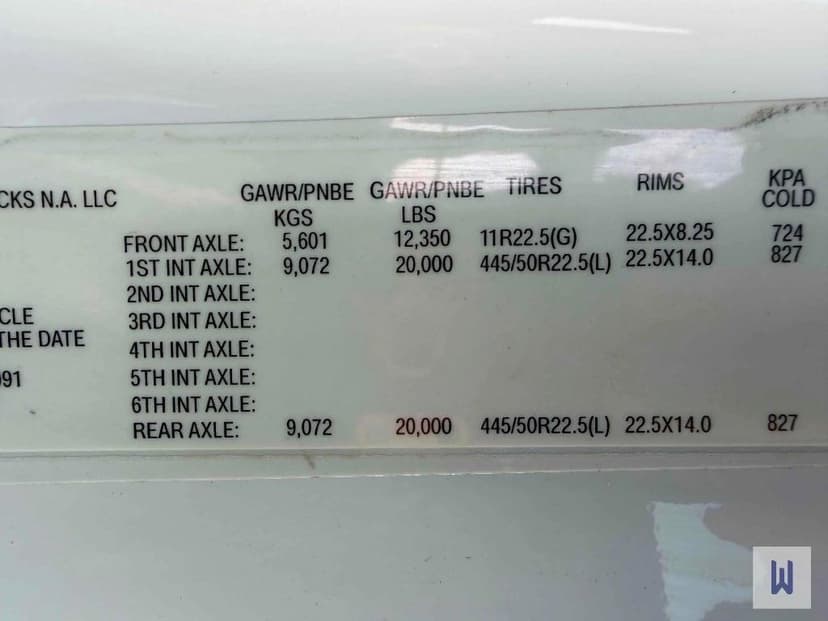 CKS N.A. LLC GAWR/PNBE GAWR/PNBE TIRES RIMS KPA
KGS LBS COLD
FRONT AXLE: 5,601 12,350 11R22.5(G) 22.5X8.25 724
1ST INT AXLE: 9,072 20,000 445/50R22.5(L) 22.5X14.0 827
2ND INT AXLE:
CLE 3RD INT AXLE:
THE DATE 4TH INT AXLE:
091 5TH INT AXLE:
6TH INT AXLE:
REAR AXLE: 9,072 20,000 445/50R22.5(L) 22.5X14.0 827
W